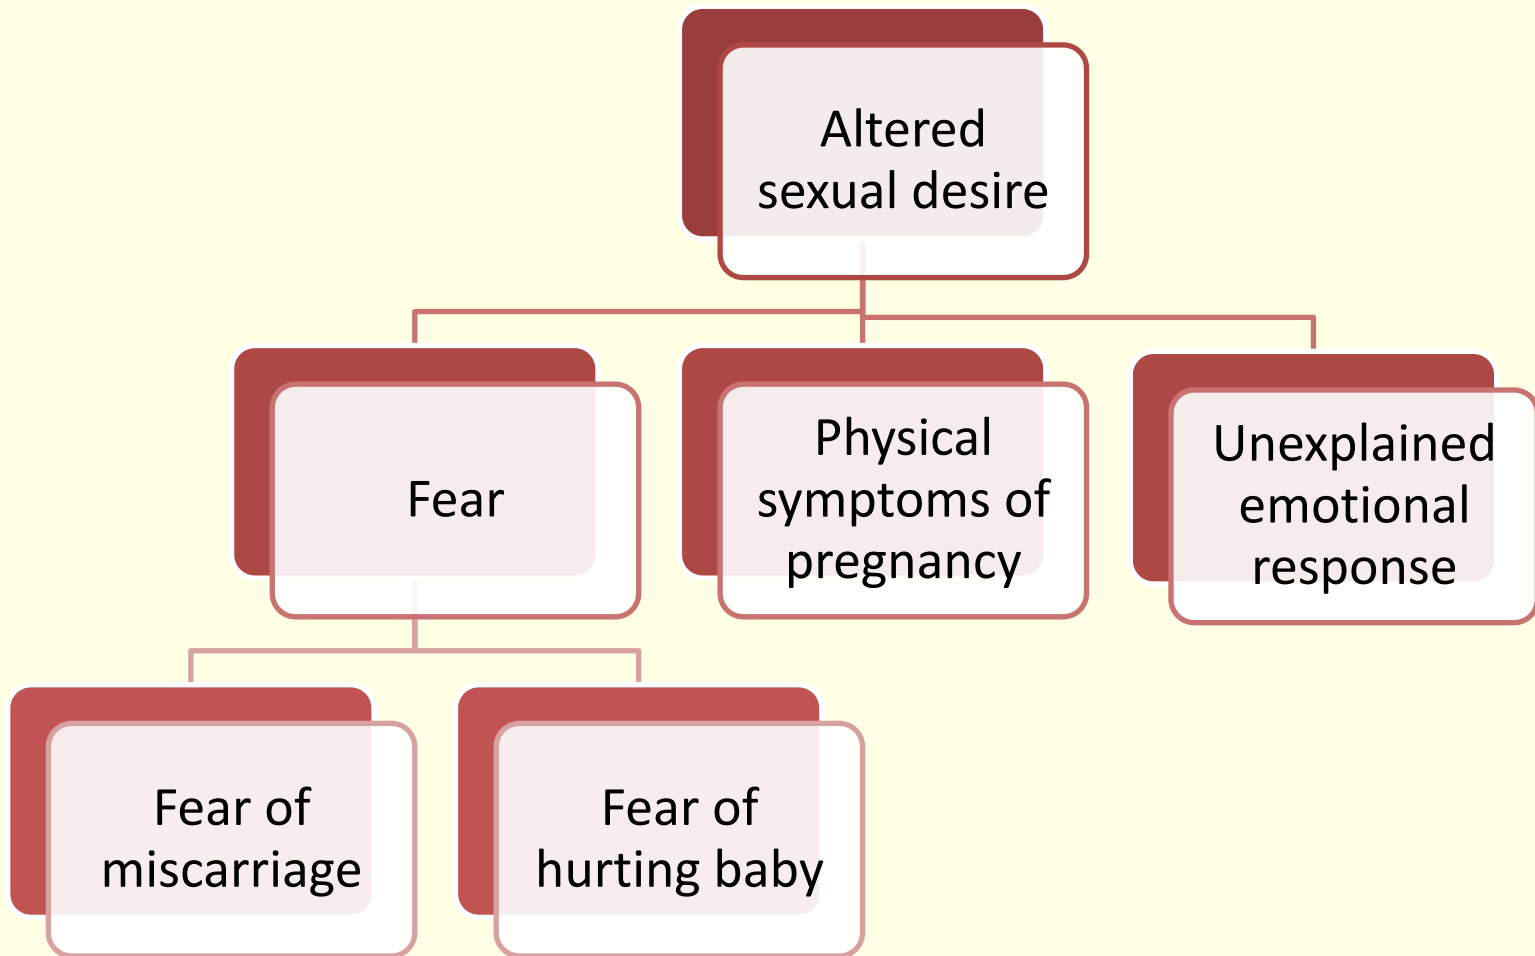 Altered
sexual desire
Fear
Physical
symptoms of
pregnancy
Unexplained
emotional
response
Fear of
miscarriage
Fear of
hurting baby